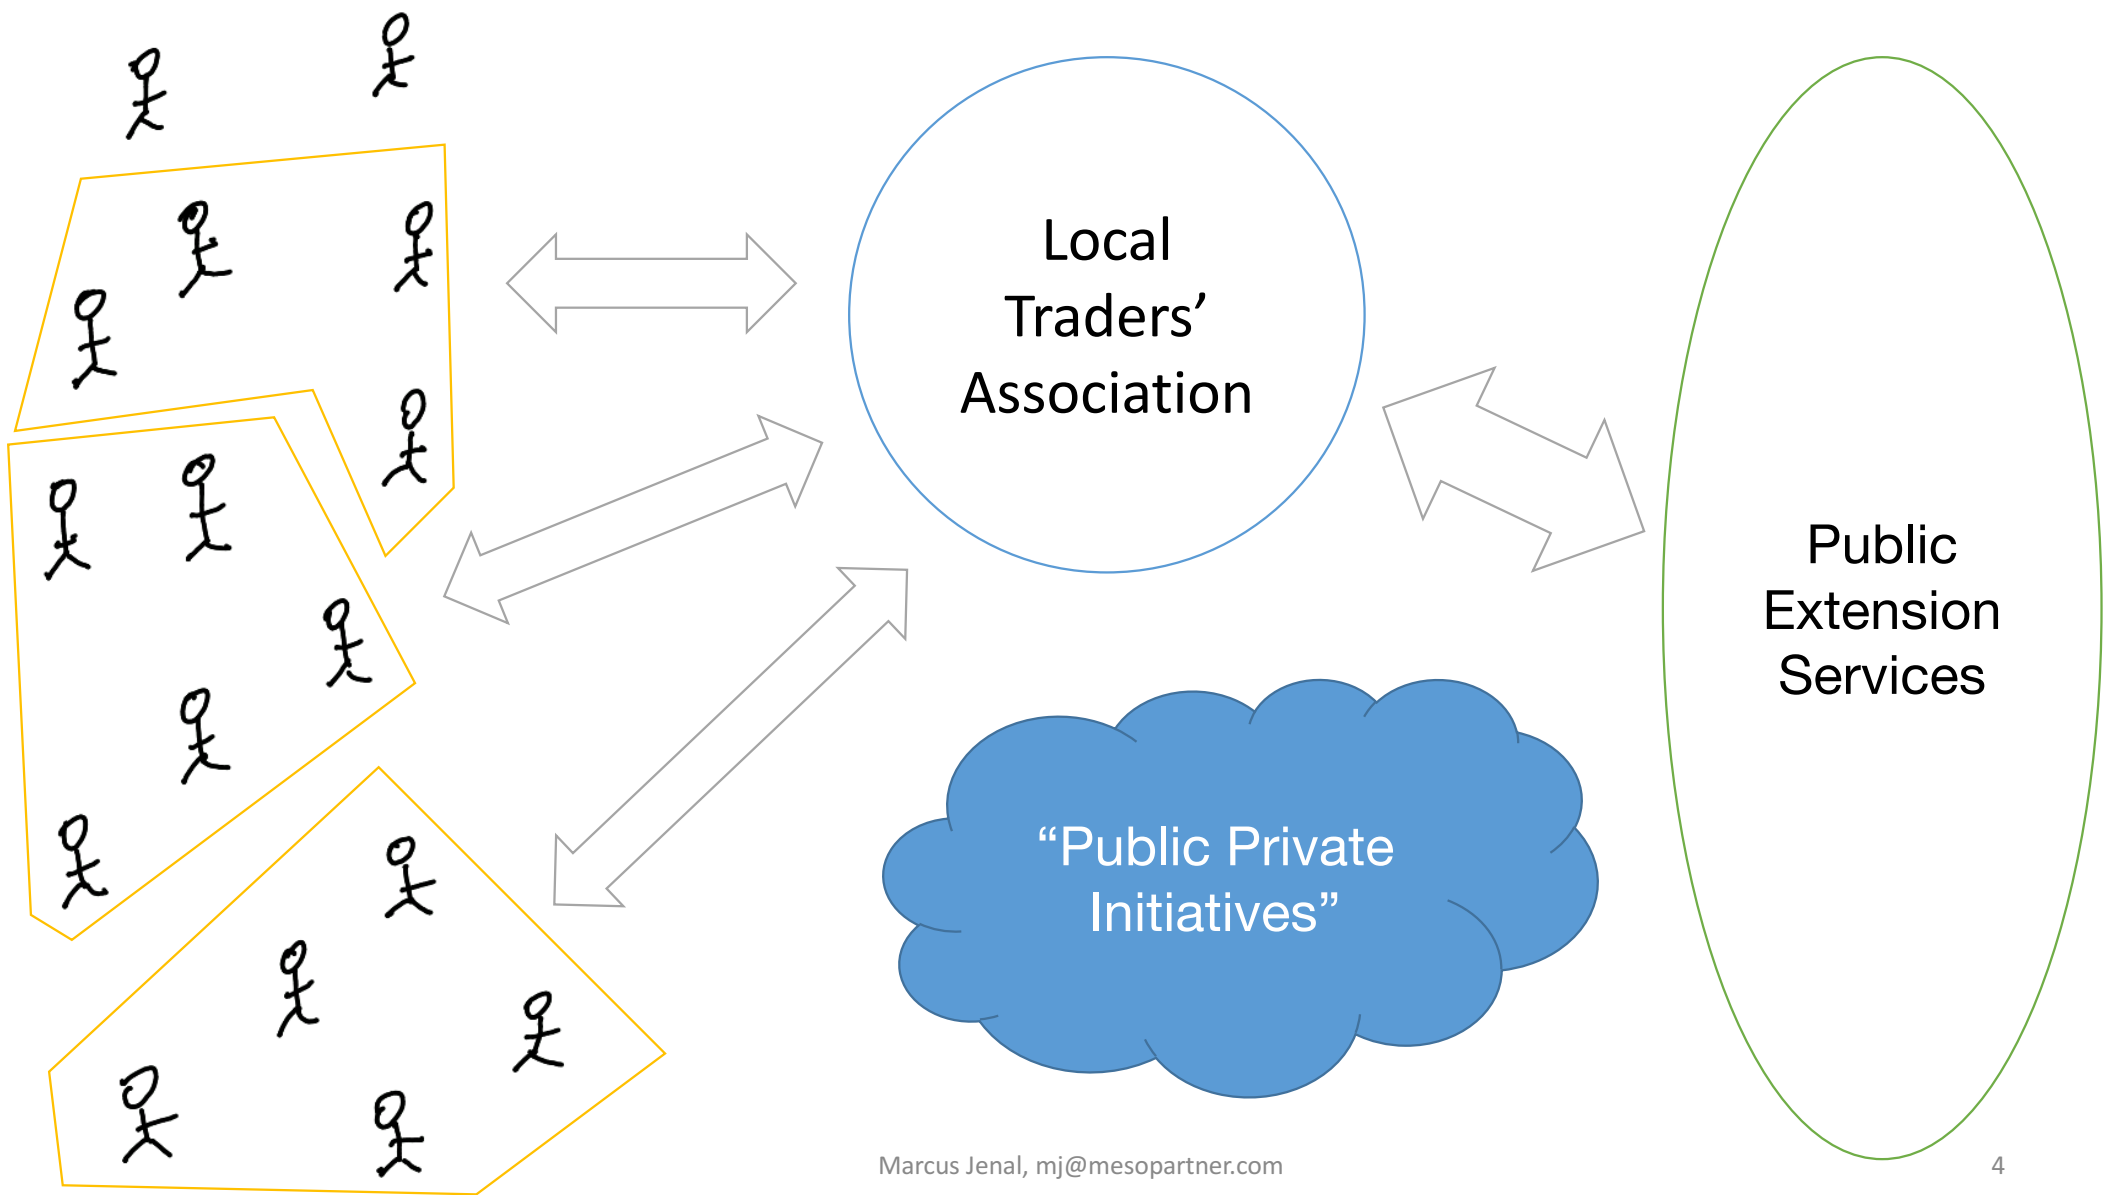 Local
Traders’
Association
Public
Extension
Services
“Public Private
Initiatives”
Marcus Jenal, mj@mesopartner.com
4